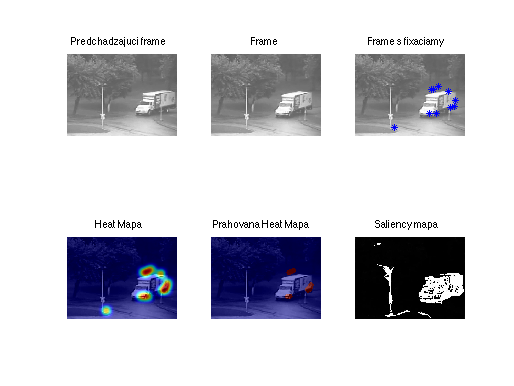 Predchadzajuci frame
Frame
Frame s fixaciamy
Heat Mapa
Prahovana Heat Mapa
Saliency mapa